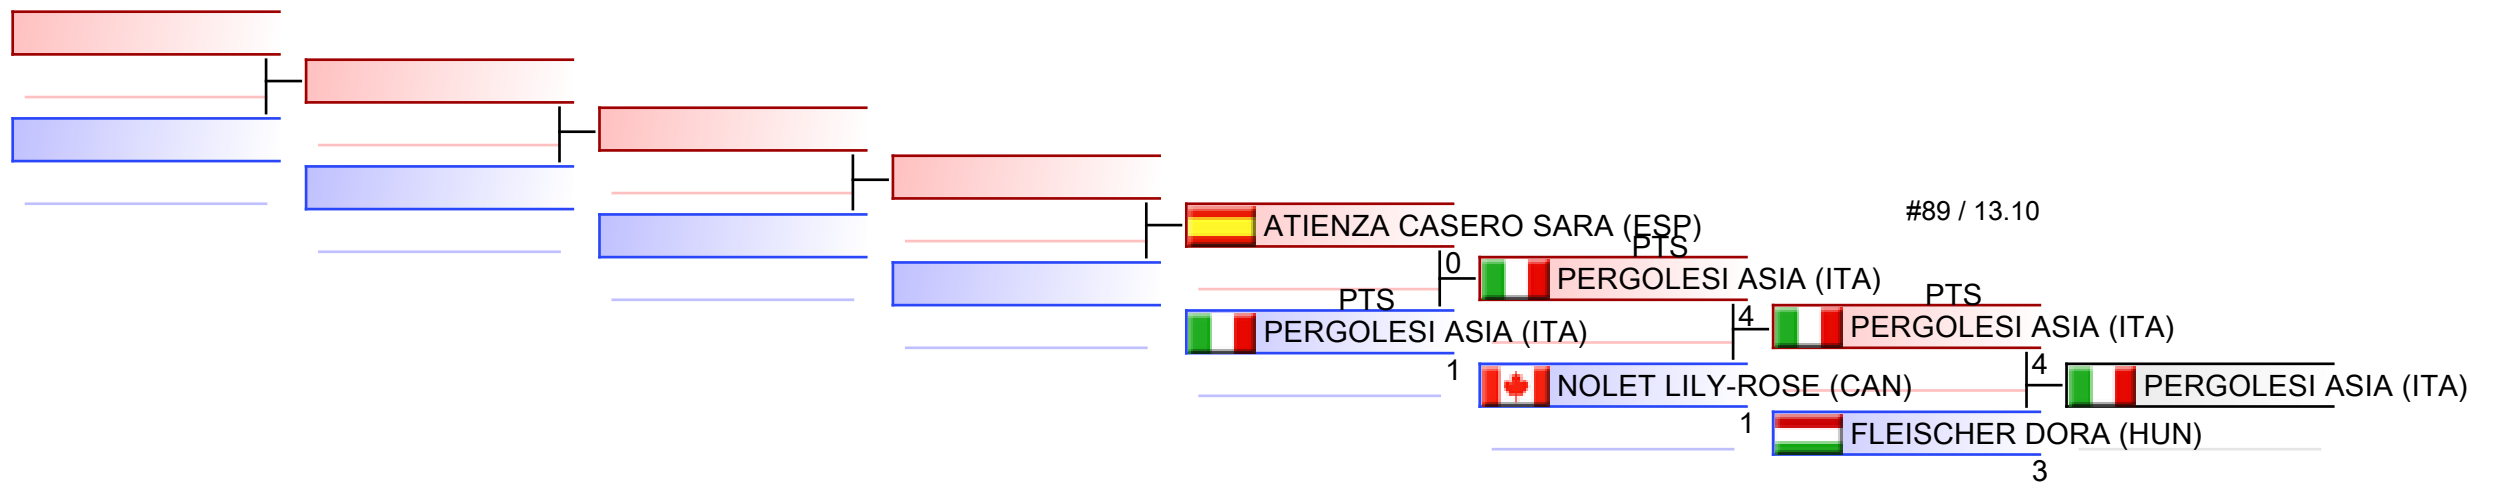 #89 / 13.10
ATIENZA CASERO SARA (ESP)
0
PTS
PERGOLESI ASIA (ITA)
1
PTS
PERGOLESI ASIA (ITA)
4
NOLET LILY-ROSE (CAN)
1
PTS
PERGOLESI ASIA (ITA)
4
FLEISCHER DORA (HUN)
3
PERGOLESI ASIA (ITA)